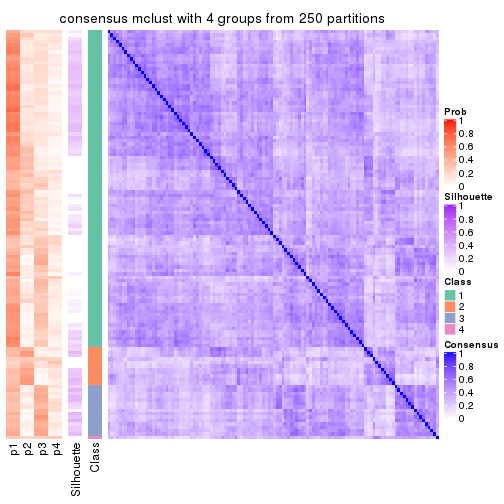 consensus mclust with 4 groups from 250 partitions
Prob
1
0.8
0.6
0.4
0.2
0
Silhouette
1
0.8
0.6
0.4
0.2
0
Class
1
2
3
4
Consensus
1
0.8
0.6
0.4
0.2
0
p1
p2
p3
p4
Silhouette
Class